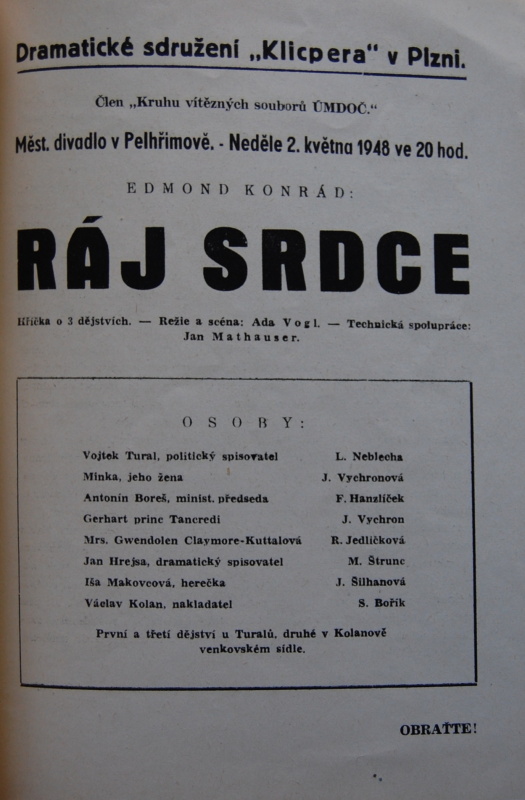 Dramatické sdružení „Klicpera“ v Plzni.
Člen „Kruhu vítězných souborů ÚMDOČ.“
Měst. divadlo v Pelhřimově. - Neděle 2. května 1948 ve 20 hod.
EDMOND KONRÁD:
RÁJ SRDCE
Kříčka o 3 dějstvích. — Režie a scéna: Ada Vogl. — Technická spolupráce:
Jan Mathauser.
OSOBY:
Vojtek Tural, politický spisovatel L. Neblecha
Minka, jeho žena J. Vychronová
Antonín Boreš, minist. předseda F. Hanzlíček
Gerhart princ Tancredi J. Vychron
Mrs. Gwendolen Claymore-Kuttalová R. Jedličková
Jan Hrejsa, dramatický spisovatel M. Štrunc
Iša Makovcová, herečka J. Šilhanová
Václav Kolan, nakladatel S. Bořík
První a třetí dějství u Turalů, druhé v Kolanově
venkovském sídle.
OBRAŤTE!